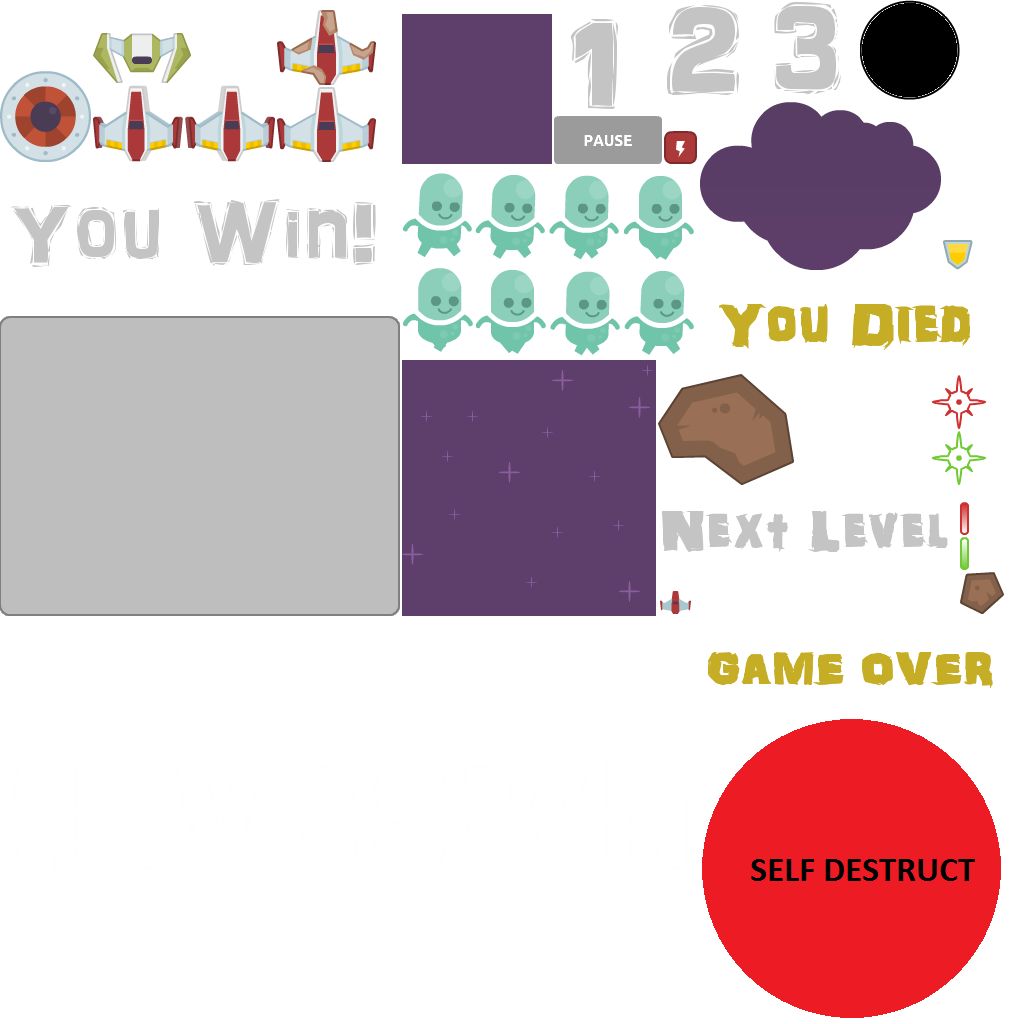 1 2 3
PAUSE
You Win!
You Died
Next Level
GAME OVER
SELF DESTRUCT